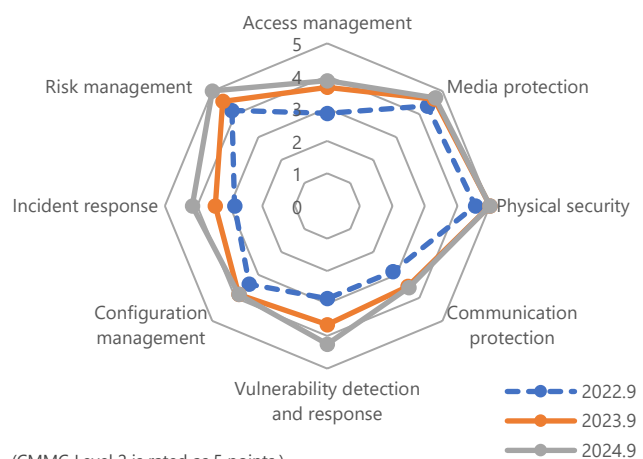 Access management
5
4
3
2
1
0
Risk management
Media protection
Incident response
Physical security
Configuration
management
Communication
protection
Vulnerability detection
and response
2022.9
2023.9
2024.9